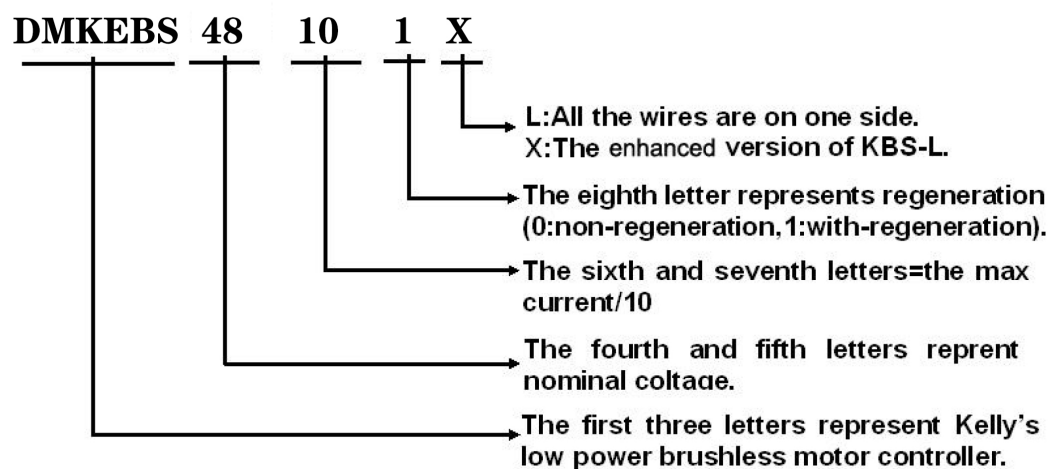 DMKEBS 48 10 1 X
L:All the wires are on one side.
X:The enhanced version of KBS-L.
The eighth letter represents regeneration
(0:non-regeneration,1:with-regeneration).
The sixth and seventh letters=the max
current/10
The fourth and fifth letters reprent
nominal coltage.
The first three letters represent Kelly's
low power brushless motor controller.